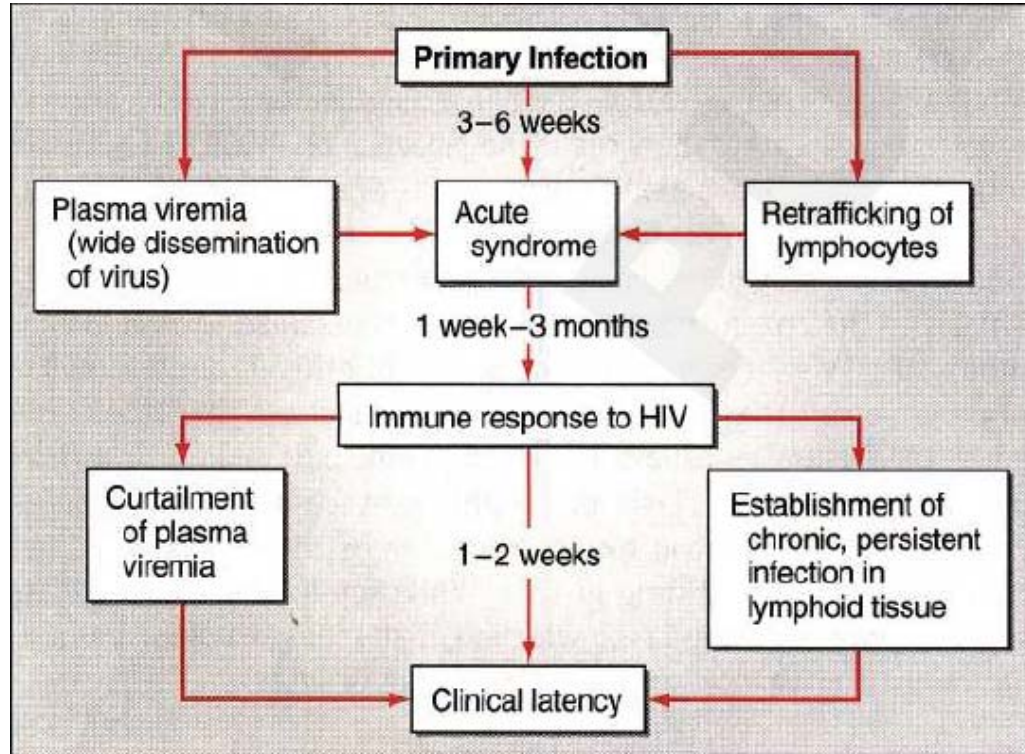 Primary Infection
3–6 weeks
Plasma viremia
(wide dissemination
of virus)
Acute
syndrome
Retrafficking of
lymphocytes
1 week–3 months
Immune response to HIV
Curtailment
of plasma
viremia
1–2 weeks
Establishment of
chronic, persistent
infection in
lymphoid tissue
Clinical latency